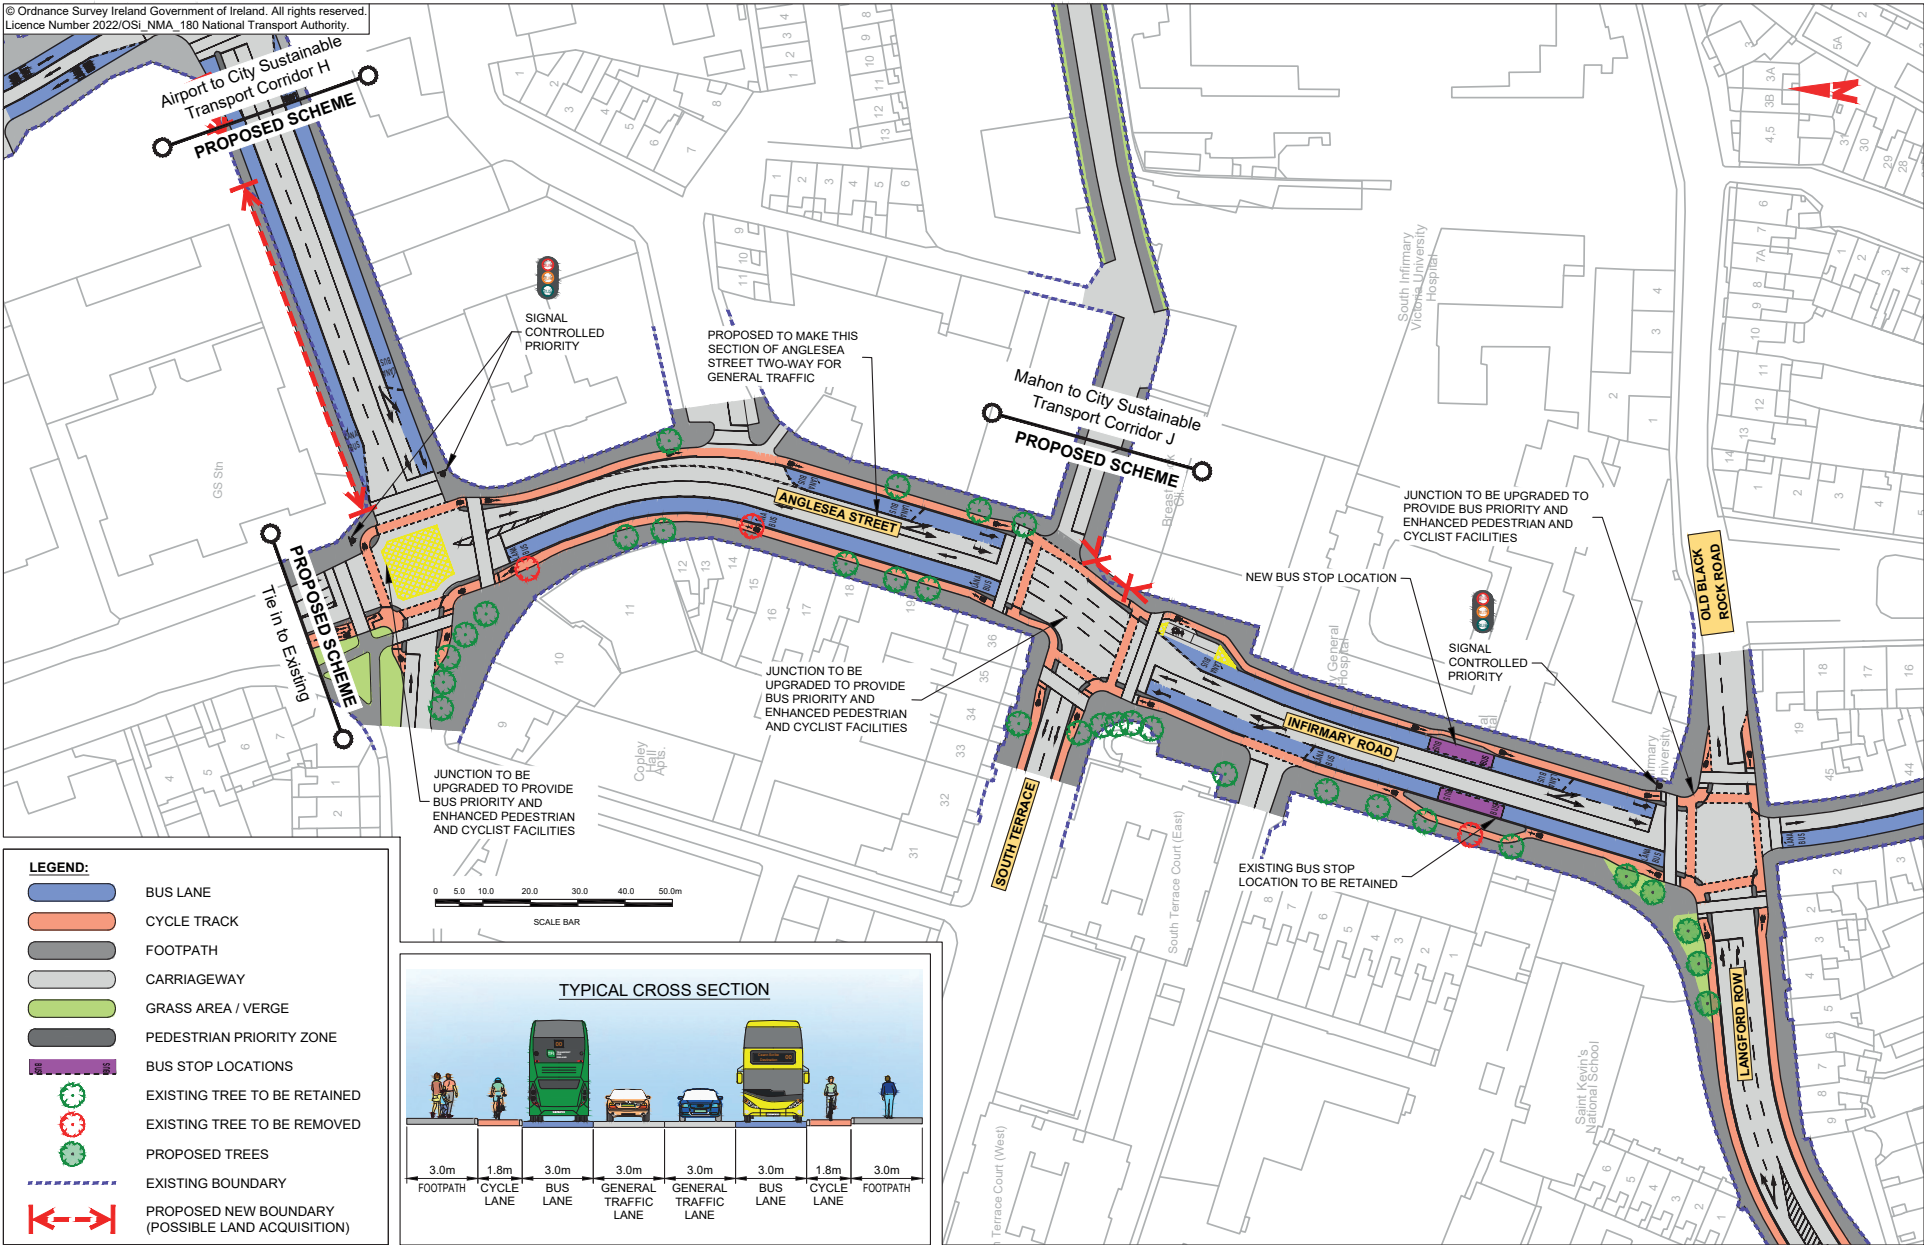 © Ordnance Survey Ireland Government of Ireland. All rights reserved.
Licence Number 2022/OSi_NMA_180 National Transport Authority.
Airport to City Sustainable
Transport Corridor H
PROPOSED SCHEME
SIGNAL
CONTROLLED
PRIORITY
PROPOSED TO MAKE THIS
SECTION OF ANGLESEA
STREET TWO-WAY FOR
GENERAL TRAFFIC
Mahon to City Sustainable
Transport Corridor J
PROPOSED SCHEME
South Infirmary
Victoria University
Hospital
N
GS Stn
ANGLESEA STREET
JUNCTION TO BE UPGRADED TO
PROVIDE BUS PRIORITY AND
ENHANCED PEDESTRIAN AND
CYCLIST FACILITIES
OLD BLACK
ROCK ROAD
NEW BUS STOP LOCATION
SIGNAL
CONTROLLED
PRIORITY
PROPOSED SCHEME
Tie in to Existing
JUNCTION TO BE
UPGRADED TO PROVIDE
BUS PRIORITY AND
ENHANCED PEDESTRIAN
AND CYCLIST FACILITIES
INFIRMARY ROAD
Copley
Hall
Apts.
JUNCTION TO BE
UPGRADED TO PROVIDE
BUS PRIORITY AND
ENHANCED PEDESTRIAN
AND CYCLIST FACILITIES
SOUTH TERRACE
South Terrace Court (East)
EXISTING BUS STOP
LOCATION TO BE RETAINED
LANGFORD ROW
Saint Kevin's
National School
Terrace Court (West)
0 5.0 10.0 20.0 30.0 40.0 50.0m
SCALE BAR
LEGEND:
BUS LANE
CYCLE TRACK
FOOTPATH
CARRIAGEWAY
GRASS AREA / VERGE
PEDESTRIAN PRIORITY ZONE
BUS STOP LOCATIONS
EXISTING TREE TO BE RETAINED
EXISTING TREE TO BE REMOVED
PROPOSED TREES
EXISTING BOUNDARY
PROPOSED NEW BOUNDARY
(POSSIBLE LAND ACQUISITION)
TYPICAL CROSS SECTION
3.0m 1.8m 3.0m 3.0m 3.0m 3.0m 1.8m 3.0m
FOOTPATH CYCLE LANE BUS LANE GENERAL TRAFFIC LANE GENERAL TRAFFIC LANE BUS LANE CYCLE LANE FOOTPATH